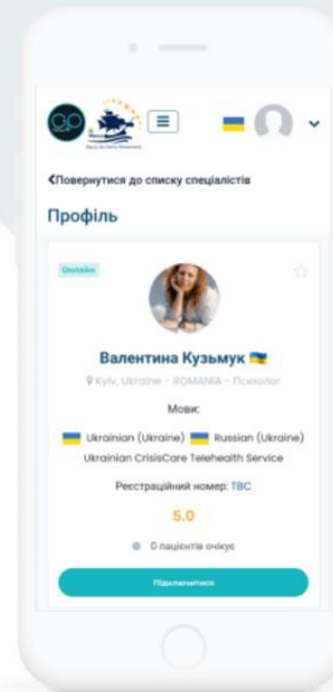 GP
❮Повернутися до списку спеціалістів
Профіль
Онлайн
Валентина Кузьмук
Kyiv, Ukraine - ROMANIA - Психолог
Мови:
Ukrainian (Ukraine) Russian (Ukraine)
Ukrainian CrisisCare Telehealth Service
Реєстраційний номер: TBC
5.0
0 пацієнтів очікує
Підключитися